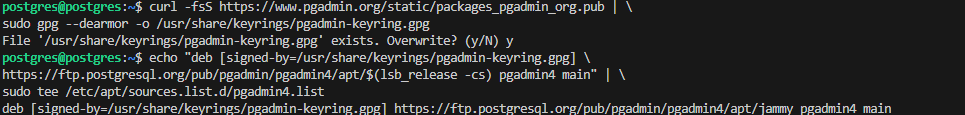 postgres@postgres:~$ curl -fsS https://www.pgadmin.org/static/packages_pgadmin_org.pub | \
sudo gpg --dearmor -o /usr/share/keyrings/pgadmin-keyring.gpg
File '/usr/share/keyrings/pgadmin-keyring.gpg' exists. Overwrite? (y/N) y
postgres@postgres:~$ echo "deb [signed-by=/usr/share/keyrings/pgadmin-keyring.gpg] \
https://ftp.postgresql.org/pub/pgadmin/pgadmin4/apt/$(lsb_release -cs) pgadmin4 main" | \
sudo tee /etc/apt/sources.list.d/pgadmin4.list
deb [signed-by=/usr/share/keyrings/pgadmin-keyring.gpg] https://ftp.postgresql.org/pub/pgadmin/pgadmin4/apt/jammy pgadmin4 main